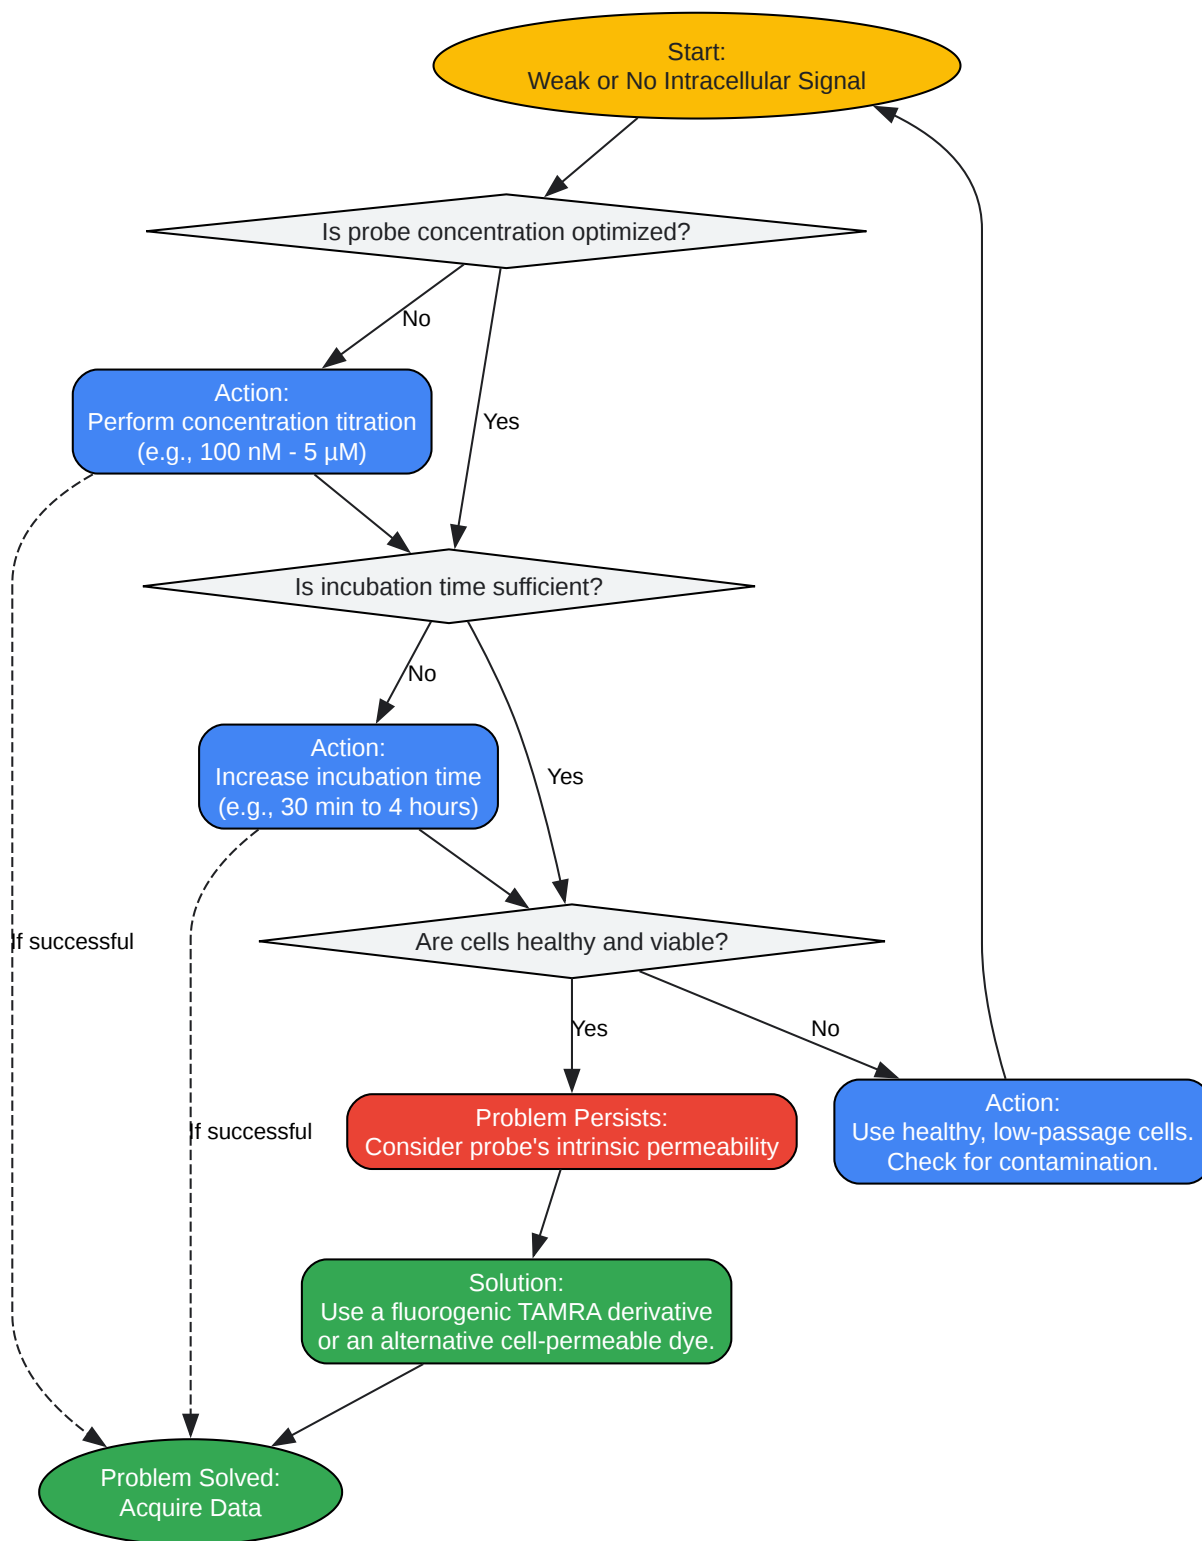 Start:
Weak or No Intracellular Signal
Is probe concentration optimized?
No
Action:
Perform concentration titration
(e.g., 100 nM - 5 µM)
Yes
Is incubation time sufficient?
No
Action:
Increase incubation time
(e.g., 30 min to 4 hours)
Yes
If successful
Are cells healthy and viable?
Yes
No
If successful
Problem Persists:
Consider probe's intrinsic permeability
Action:
Use healthy, low-passage cells.
Check for contamination.
Solution:
Use a fluorogenic TAMRA derivative
or an alternative cell-permeable dye.
Problem Solved:
Acquire Data